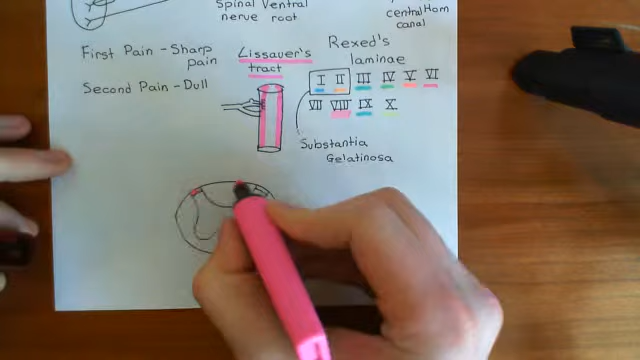 Spinal Ventral
nerve root
central Horn
canal
First Pain - Sharp
pain
Second Pain - Dull
Lissauer's
tract
Rexed's
laminae
I II III IV V VI
VII VIII IX X
Substantia
Gelatinosa